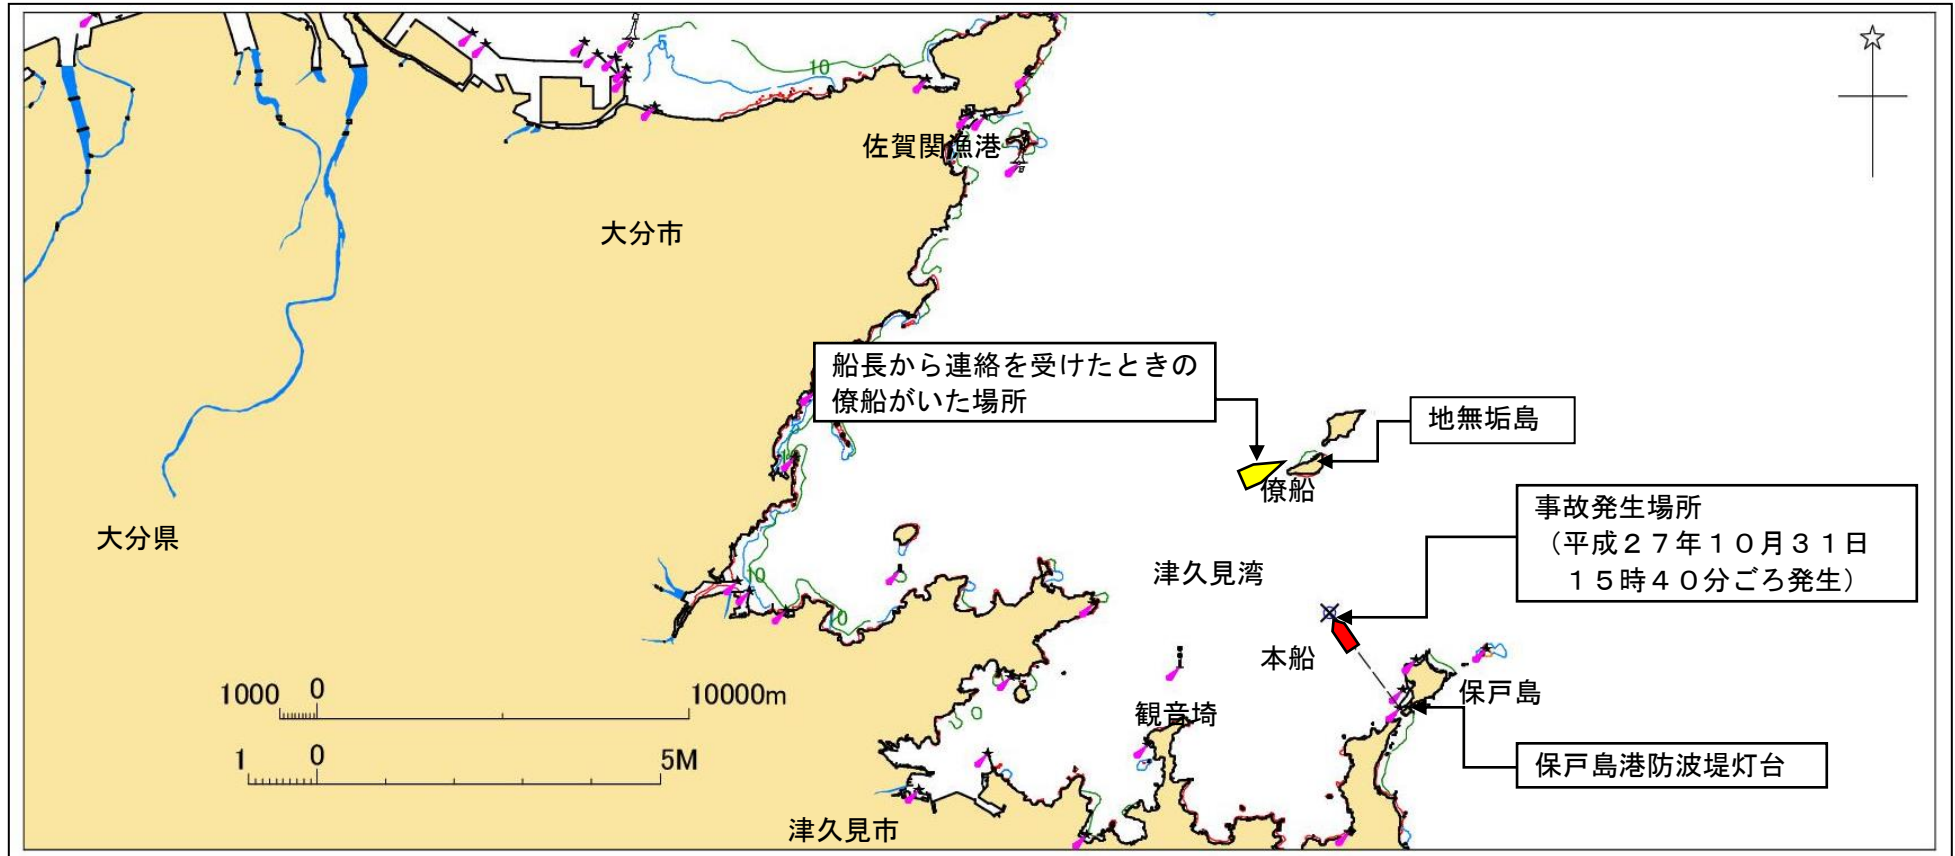 5
10
佐賀関漁港
大分市
船長から連絡を受けたときの
僚船がいた場所
地無垢島
僚船
事故発生場所
（平成２７年１０月３１日
１５時４０分ごろ発生）
大分県
津久見湾
10
10
本船
保戸島
1000 0 10000m
観音埼
1 0 5M
保戸島港防波堤灯台
津久見市